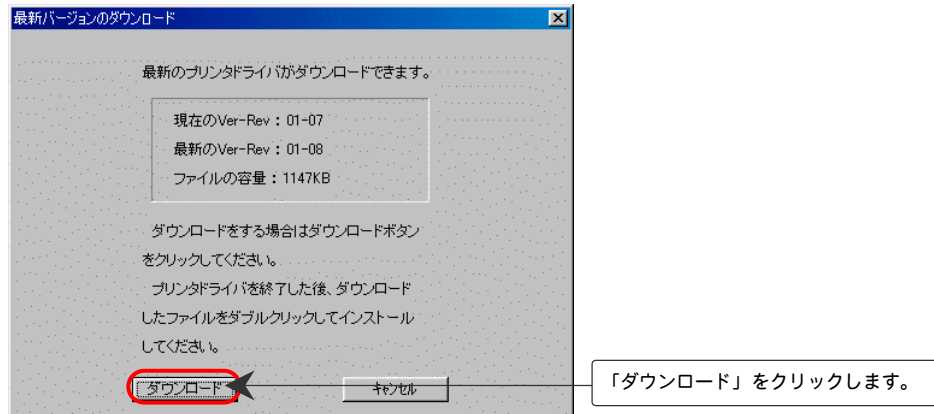 最新バージョンのダウンロード
最新のプリンタドライバがダウンロードできます。
現在のVer-Rev：01-07
最新のVer-Rev：01-08
ファイルの容量：1147KB
ダウンロードをする場合はダウンロードボタン
をクリックしてください。
プリンタドライバを終了した後、ダウンロード
したファイルをダブルクリックしてインストール
してください。
ダウンロード
キャンセル
「ダウンロード」をクリックします。